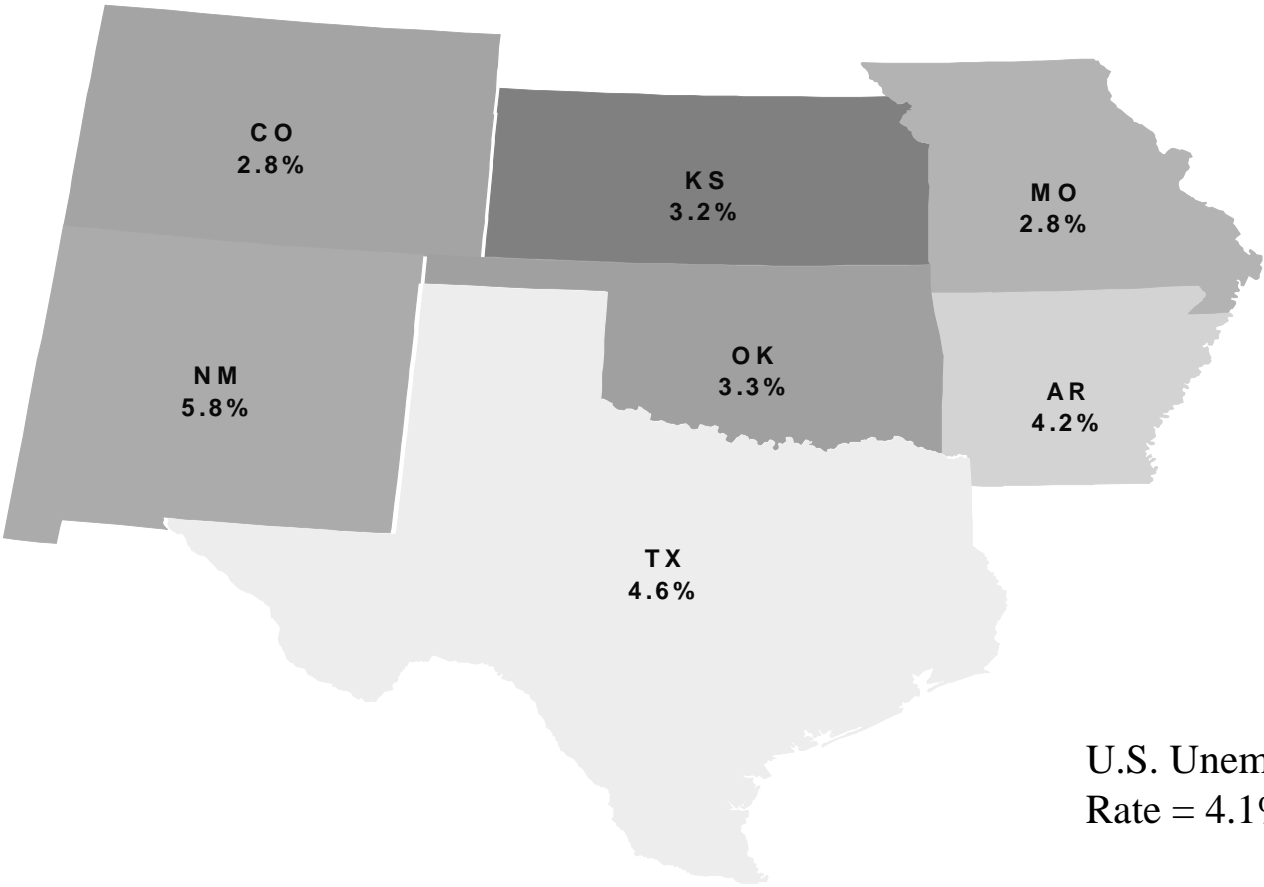 CO
2.8%
KS
3.2%
MO
2.8%
NM
5.8%
OK
3.3%
AR
4.2%
TX
4.6%
U.S. Unem
Rate = 4.1%